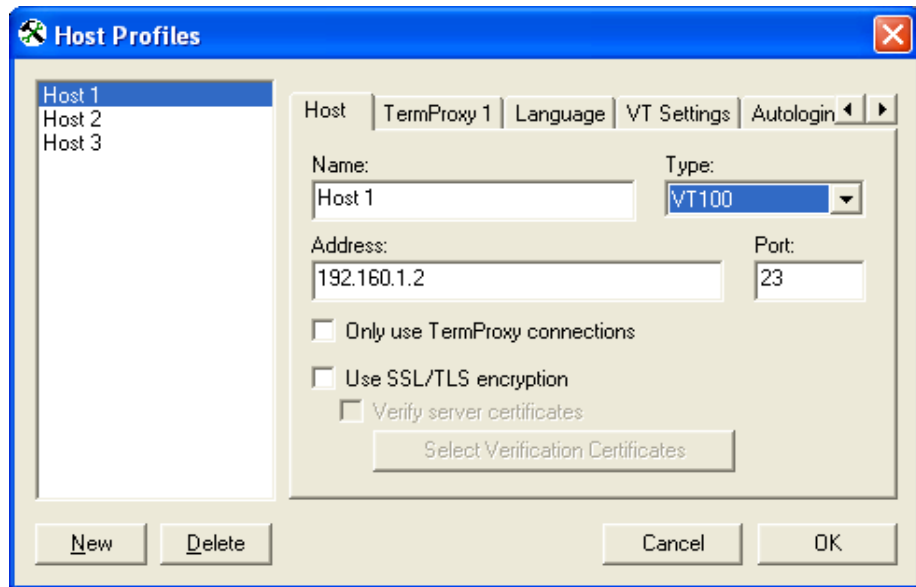 Host Profiles
Host 1
Host 2
Host 3
Host TermProxy 1 Language VT Settings Autologin
Name: Type:
Host 1 VT100
Address: Port:
192.160.1.2 23
Only use TermProxy connections
Use SSL/TLS encryption
Verify server certificates
Select Verification Certificates
New Delete Cancel OK